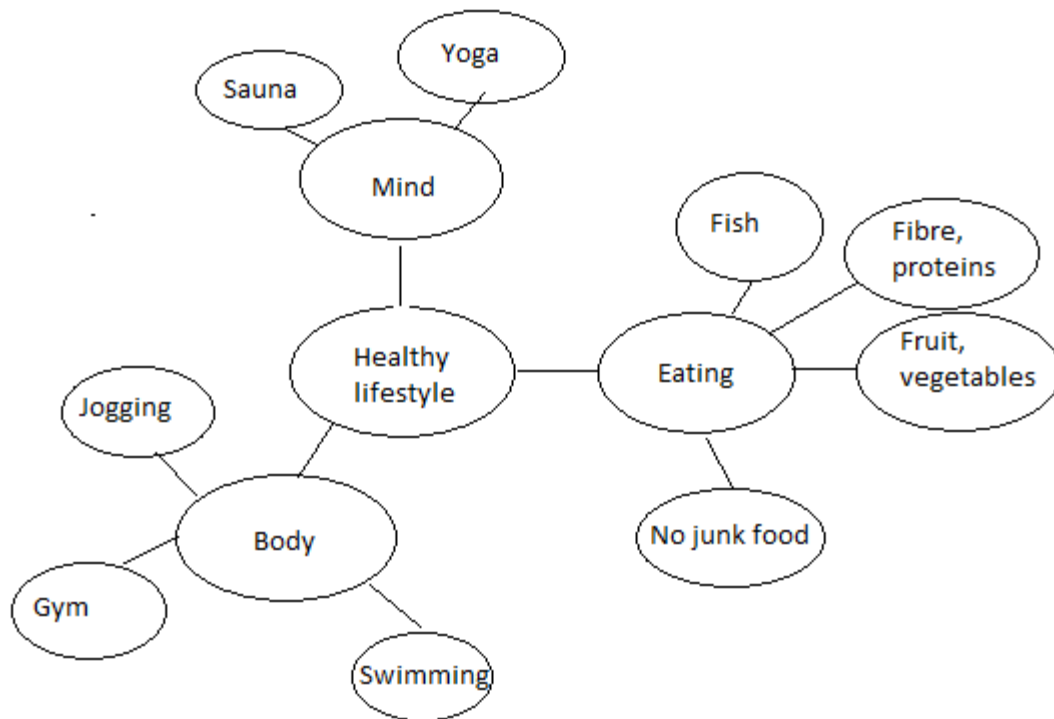 Yoga
Sauna
Mind
Fish
Fibre,
proteins
Fruit,
vegetables
Healthy
lifestyle
Eating
Jogging
No junk food
Body
Gym
Swimming